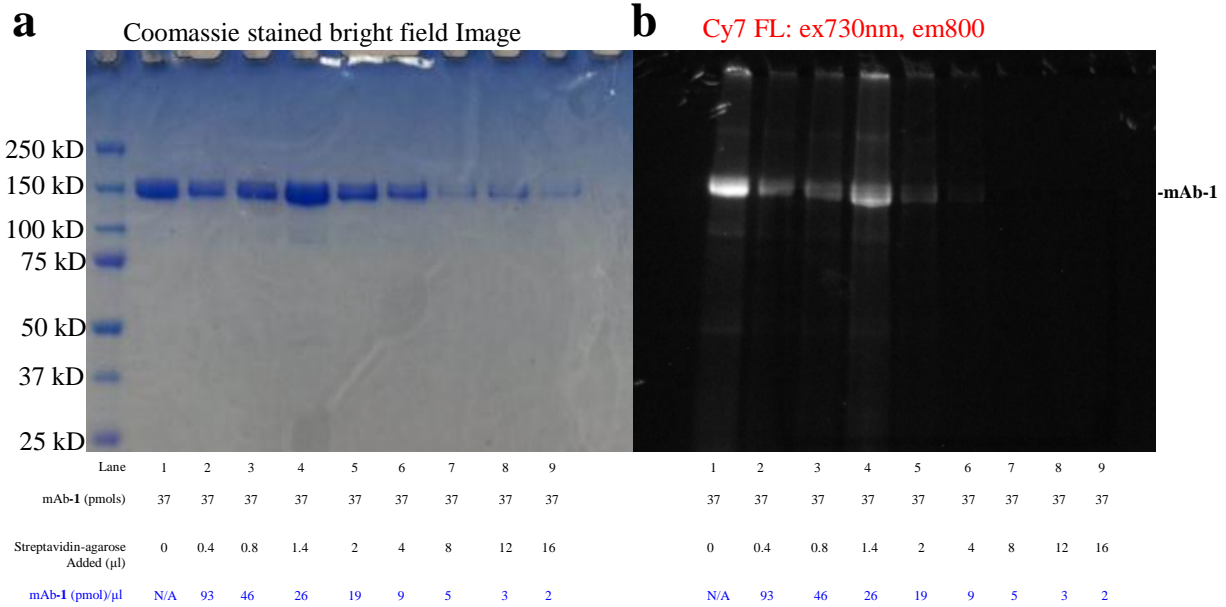 a
b
Coomassie stained bright field Image
Cy7 FL: ex730nm, em800
250 kD
150 kD
100 kD
75 kD
50 kD
37 kD
25 kD
-mAb-1
Lane 1 2 3 4 5 6 7 8 9 1 2 3 4 5 6 7 8 9
mAb-1 (pmols) 37 37 37 37 37 37 37 37 37 37 37 37 37 37 37 37 37 37
Streptavidin-agarose
Added (µl) 0 0.4 0.8 1.4 2 4 8 12 16 0 0.4 0.8 1.4 2 4 8 12 16
mAb-1 (pmol)/µl N/A 93 46 26 19 9 5 3 2 N/A 93 46 26 19 9 5 3 2